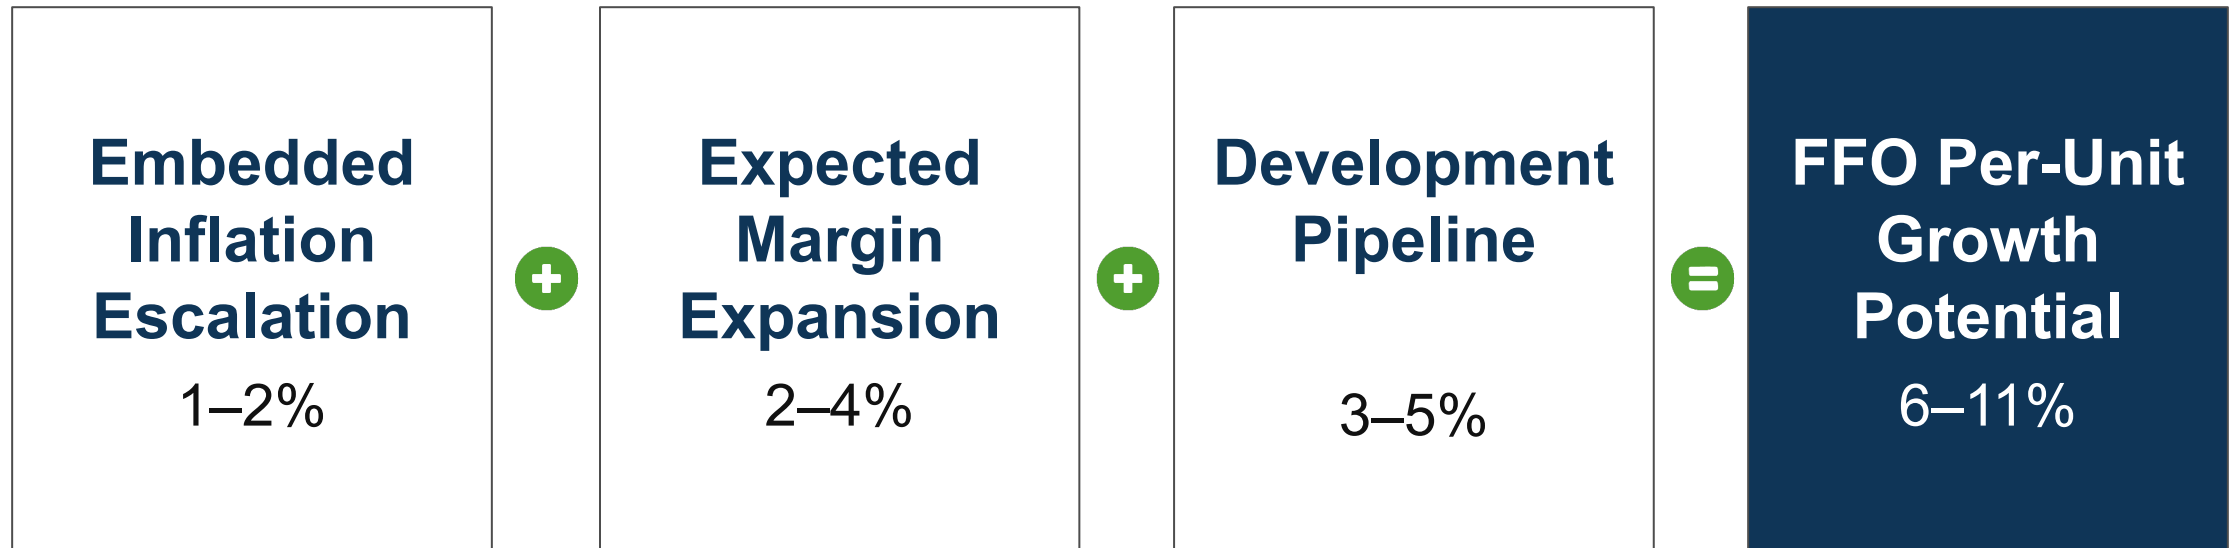 Embedded
Inflation
Escalation
1–2%
+
Expected
Margin
Expansion
2–4%
+
Development
Pipeline
3–5%
=
FFO Per-Unit
Growth
Potential
6–11%